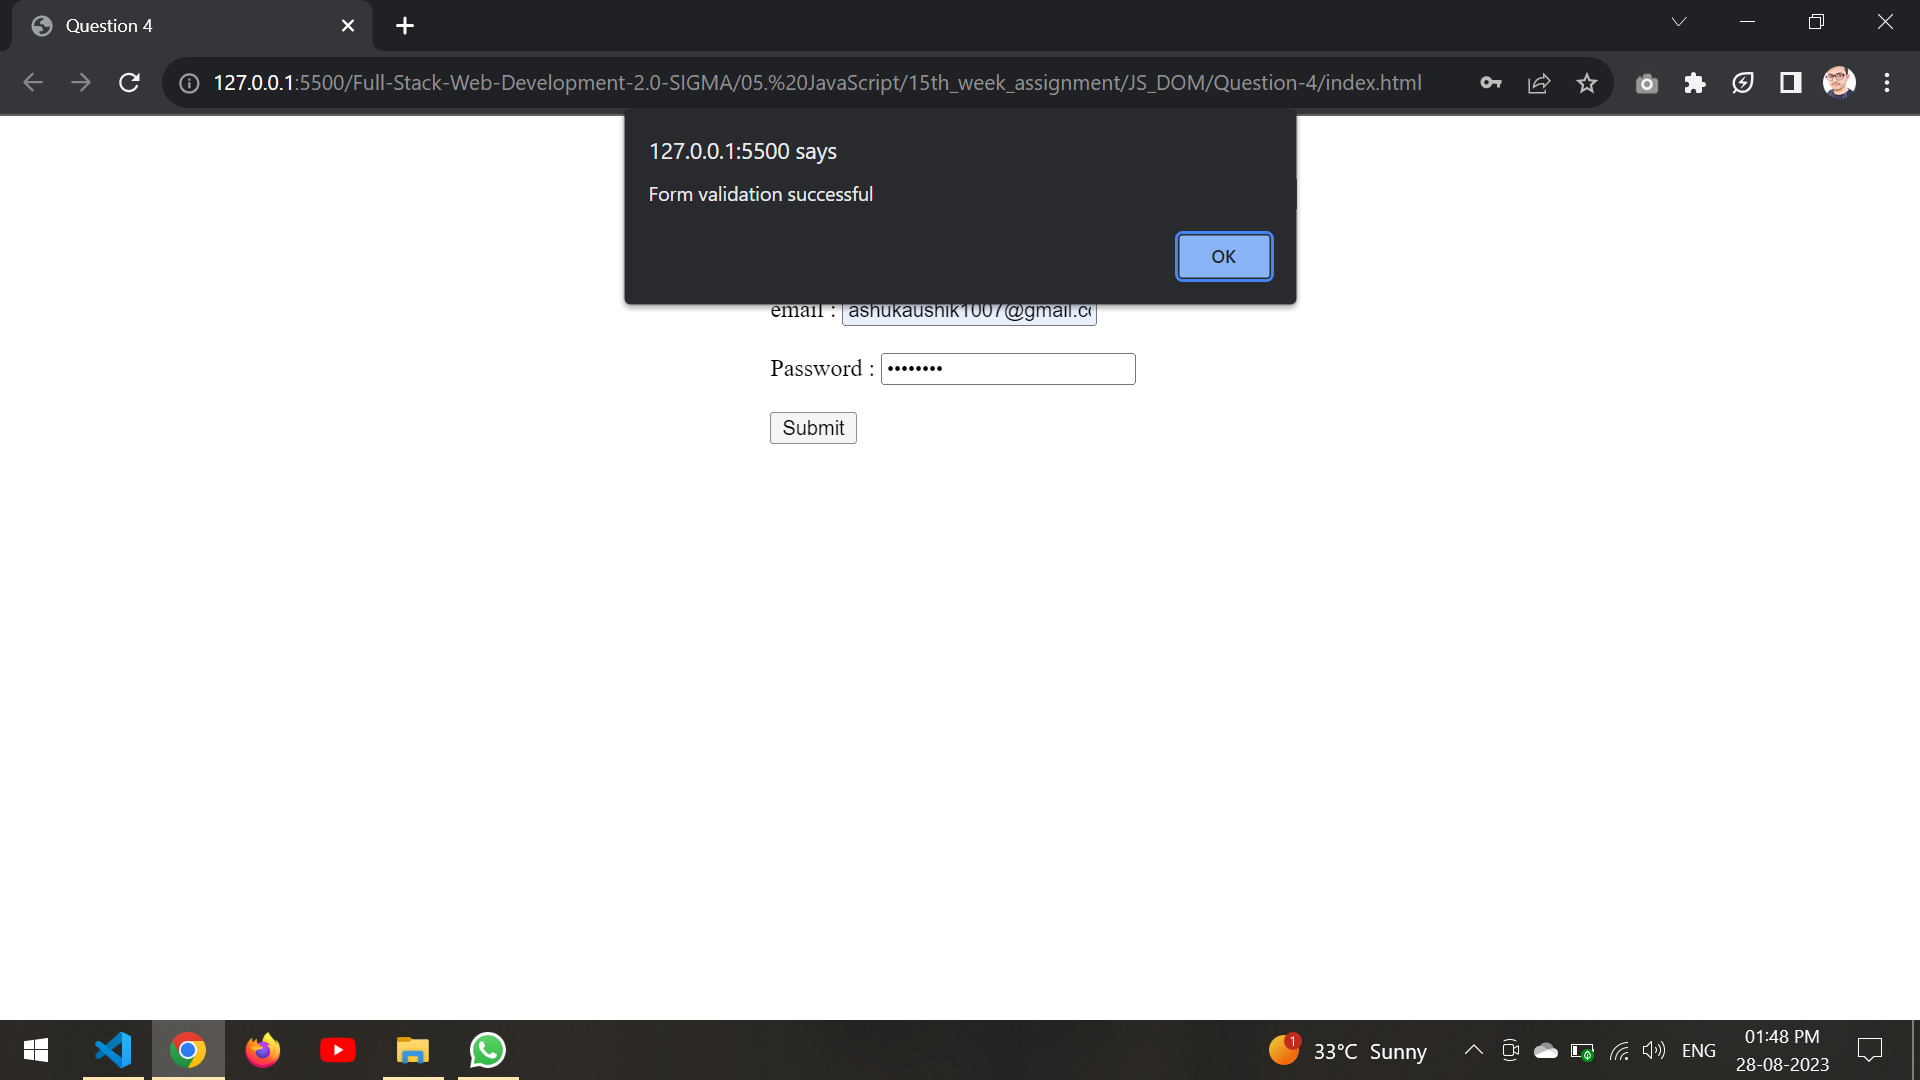 Question 4
127.0.0.1:5500/Full-Stack-Web-Development-2.0-SIGMA/05.%20JavaScript/15th_week_assignment/JS_DOM/Question-4/index.html
127.0.0.1:5500 says
Form validation successful
OK
email : ashukaushik1007@gmail.co
Password : ••••••••
Submit
1
33°C Sunny
ENG
01:48 PM
28-08-2023